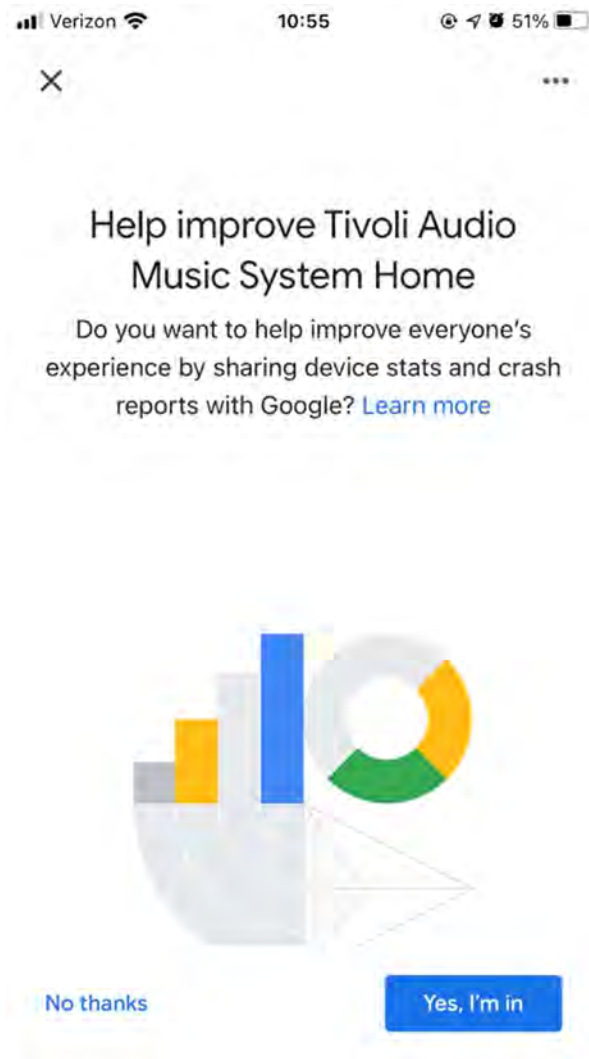 Verizon 10:55 51%
Help improve Tivoli Audio
Music System Home
Do you want to help improve everyone's
experience by sharing device stats and crash
reports with Google? Learn more
No thanks Yes, I'm in